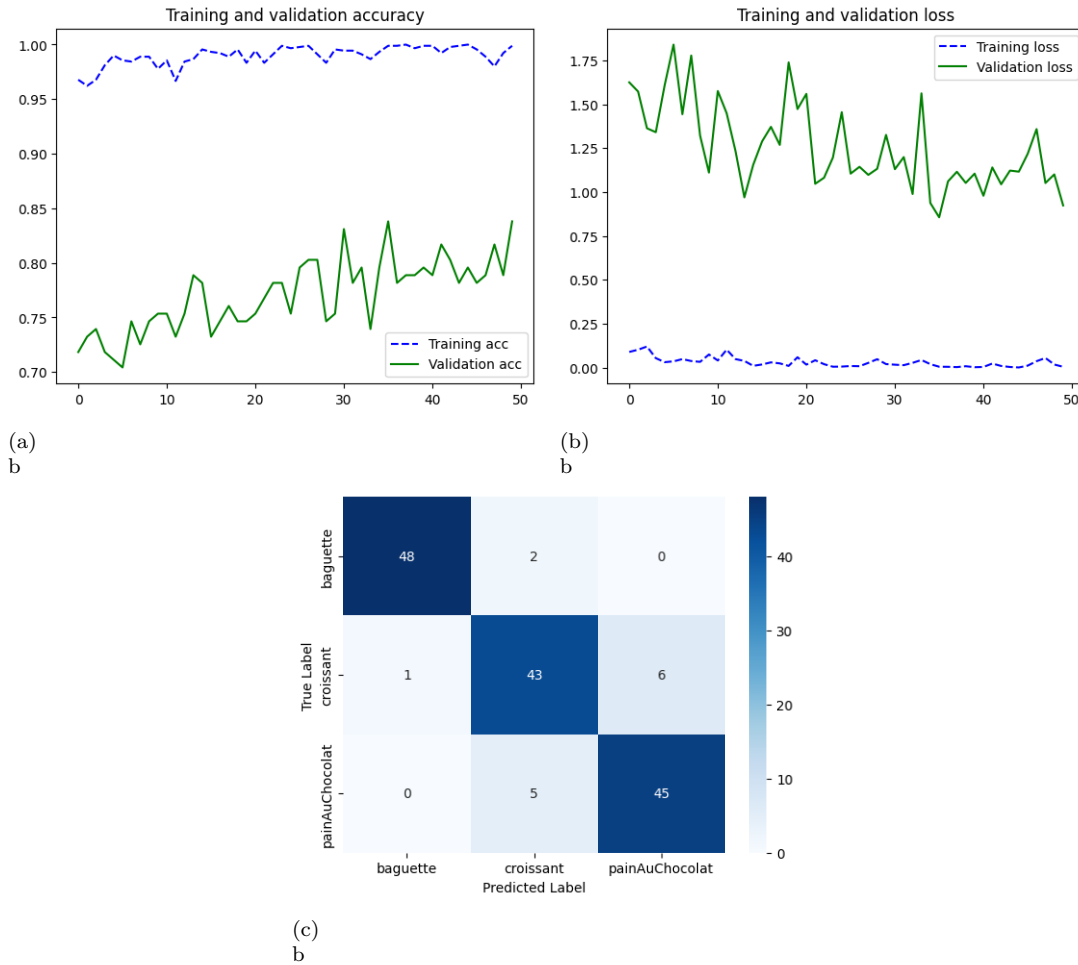 Training and validation accuracy
1.00
0.95
0.90
0.85
0.80
0.75
0.70
Training acc
Validation acc
0 10 20 30 40 50
(a)
b
Training and validation loss
Training loss
Validation loss
1.75
1.50
1.25
1.00
0.75
0.50
0.25
0.00
0 10 20 30 40 50
(b)
b
True Label
baguette
croissant
painAuChocolat
48 2 0
1 43 6
0 5 45
baguette croissant painAuChocolat
Predicted Label
40
30
20
10
0
(c)
b